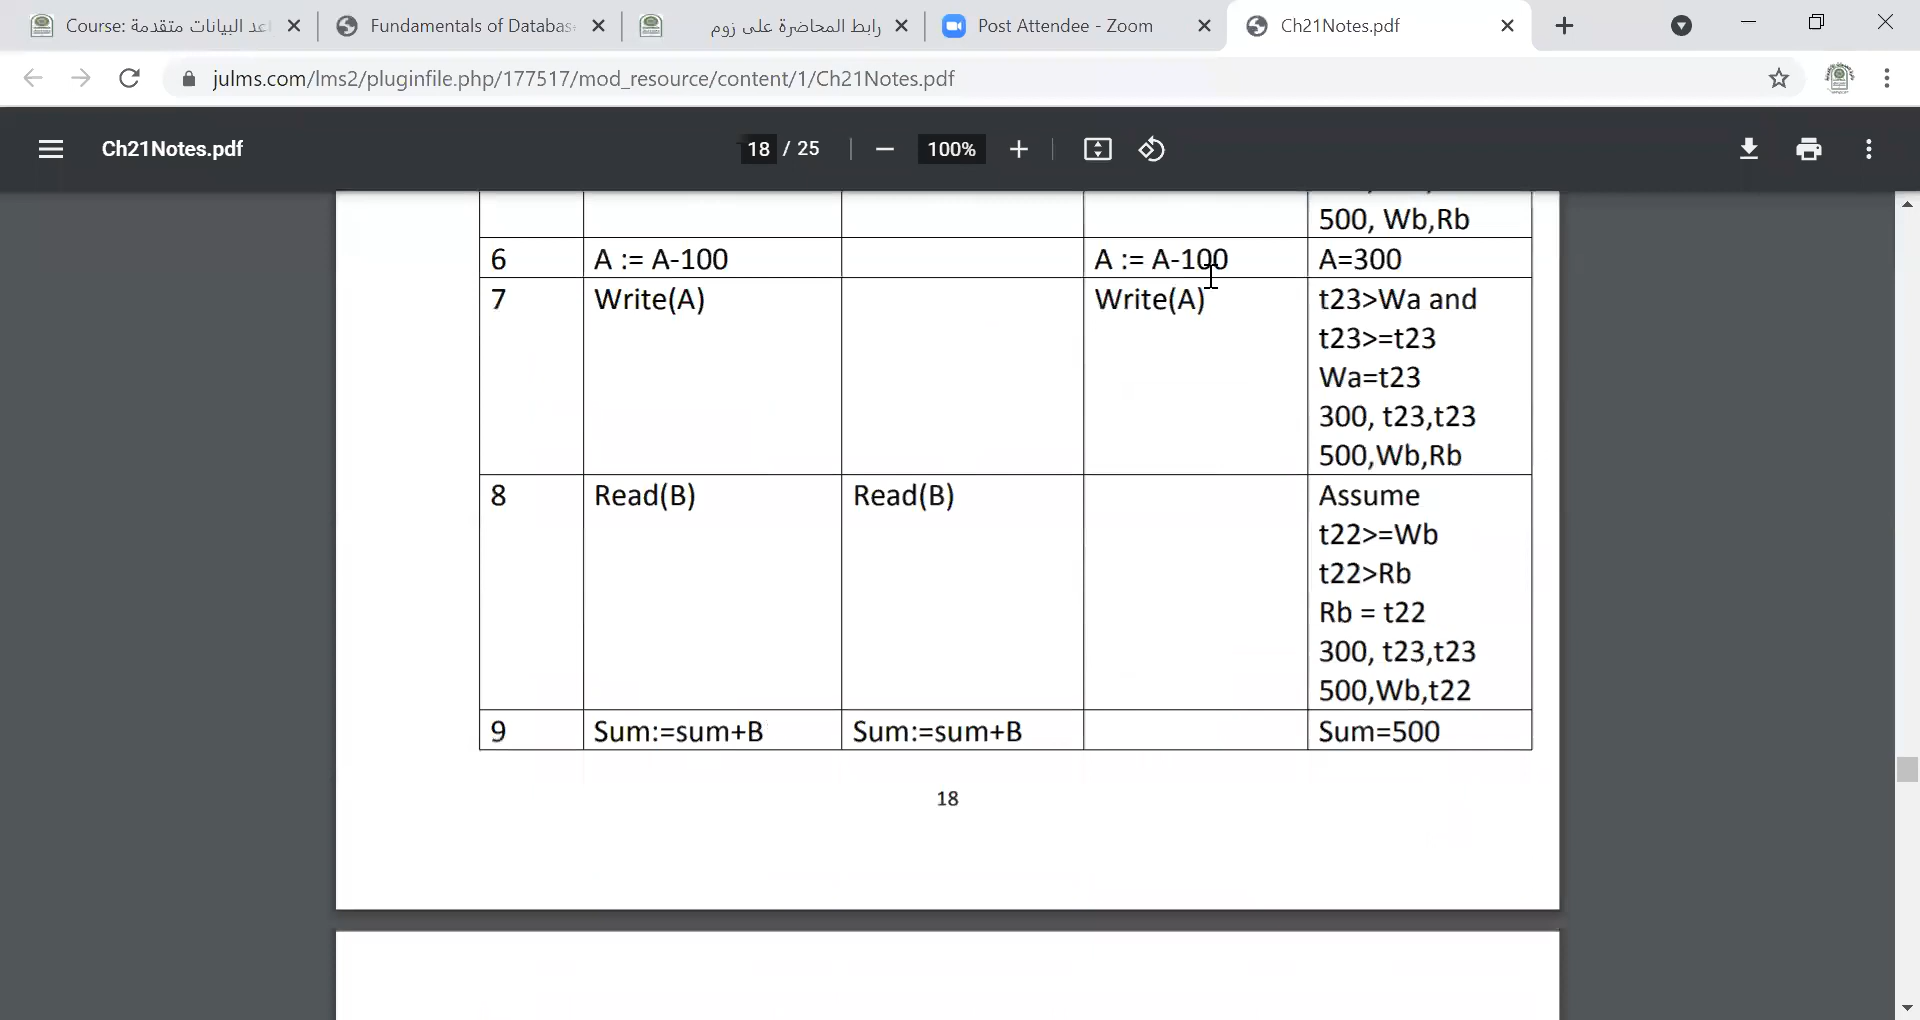 Course: اعد البيانات متقدمة
Fundamentals of Databas
رابط المحاضرة على زوم
Post Attendee - Zoom
Ch21Notes.pdf
julms.com/lms2/pluginfile.php/177517/mod_resource/content/1/Ch21Notes.pdf
Ch21Notes.pdf
18 / 25
100%
500, Wb,Rb
6 A := A-100 A := A-100 A=300
7 Write(A) Write(A) t23>Wa and
t23>=t23
Wa=t23
300, t23,t23
500,Wb,Rb
8 Read(B) Read(B) Assume
t22>=Wb
t22>Rb
Rb = t22
300, t23,t23
500,Wb,t22
9 Sum:=sum+B Sum:=sum+B Sum=500
18